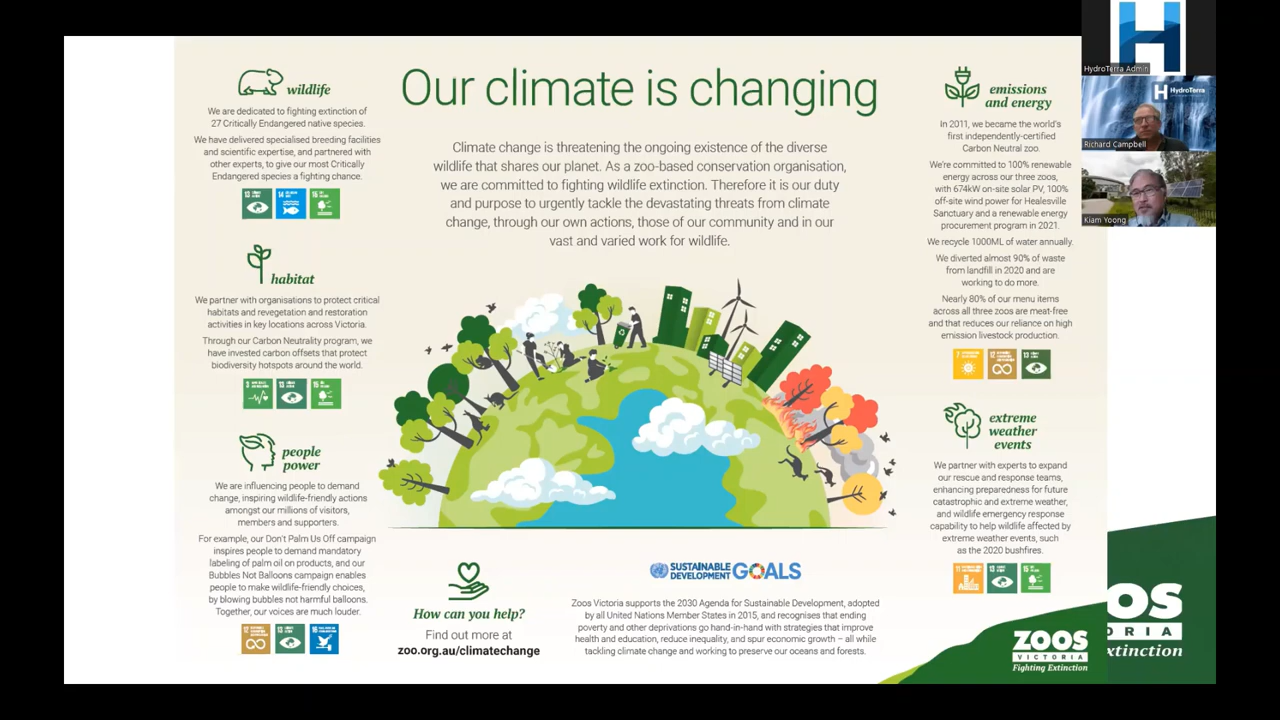 Our climate is changing
Climate change is threatening the ongoing existence of the diverse
wildlife that shares our planet. As a zoo-based conservation organisation,
we are committed to fighting wildlife extinction. Therefore it is our duty
and purpose to urgently tackle the devastating threats from climate
change, through our own actions, those of our community and in our
vast and varied work for wildlife.
wildlife
We are dedicated to fighting extinction of
27 Critically Endangered native species.
We have delivered specialised breeding facilities
and scientific expertise, and partnered with
other experts, to give our most Critically
Endangered species a fighting chance.
13
14
15
habitat
We partner with organisations to protect critical
habitats and revegetation and restoration
activities in key locations across Victoria.
Through our Carbon Neutrality program, we
have invested carbon offsets that protect
biodiversity hotspots around the world.
3
13
15
people
power
We are influencing people to demand
change, inspiring wildlife-friendly actions
amongst our millions of visitors,
members and supporters.
For example, our Don't Palm Us Off campaign
inspires people to demand mandatory
labeling of palm oil on products, and our
Bubbles Not Balloons campaign enables
people to make wildlife-friendly choices,
by blowing bubbles not harmful balloons.
Together, our voices are much louder.
12
13
16
How can you help?
Find out more at
zoo.org.au/climatechange
SUSTAINABLE
DEVELOPMENT GOALS
Zoos Victoria supports the 2030 Agenda for Sustainable Development, adopted
by all United Nations Member States in 2015, and recognises that ending
poverty and other deprivations go hand-in-hand with strategies that improve
health and education, reduce inequality, and spur economic growth – all while
tackling climate change and working to preserve our oceans and forests.
emissions
and energy
In 2011, we became the world's
first independently-certified
Carbon Neutral zoo.
We're committed to 100% renewable
energy across our three zoos,
with 674kW on-site solar PV, 100%
off-site wind power for Healesville
Sanctuary and a renewable energy
procurement program in 2021.
We recycle 1000ML of water annually.
We diverted almost 90% of waste
from landfill in 2020 and are
working to do more.
Nearly 80% of our menu items
across all three zoos are meat-free
and that reduces our reliance on high
emission livestock production.
7
12
13
extreme
weather
events
We partner with experts to expand
our rescue and response teams,
enhancing preparedness for future
catastrophic and extreme weather,
and wildlife emergency response
capability to help wildlife affected by
extreme weather events, such
as the 2020 bushfires.
11
13
15
ZOOS
VICTORIA
Fighting Extinction
OS
ORIA
xtinction
H
HydroTerra Admin
HydroTerra
Richard Campbell
Kiam Yoong